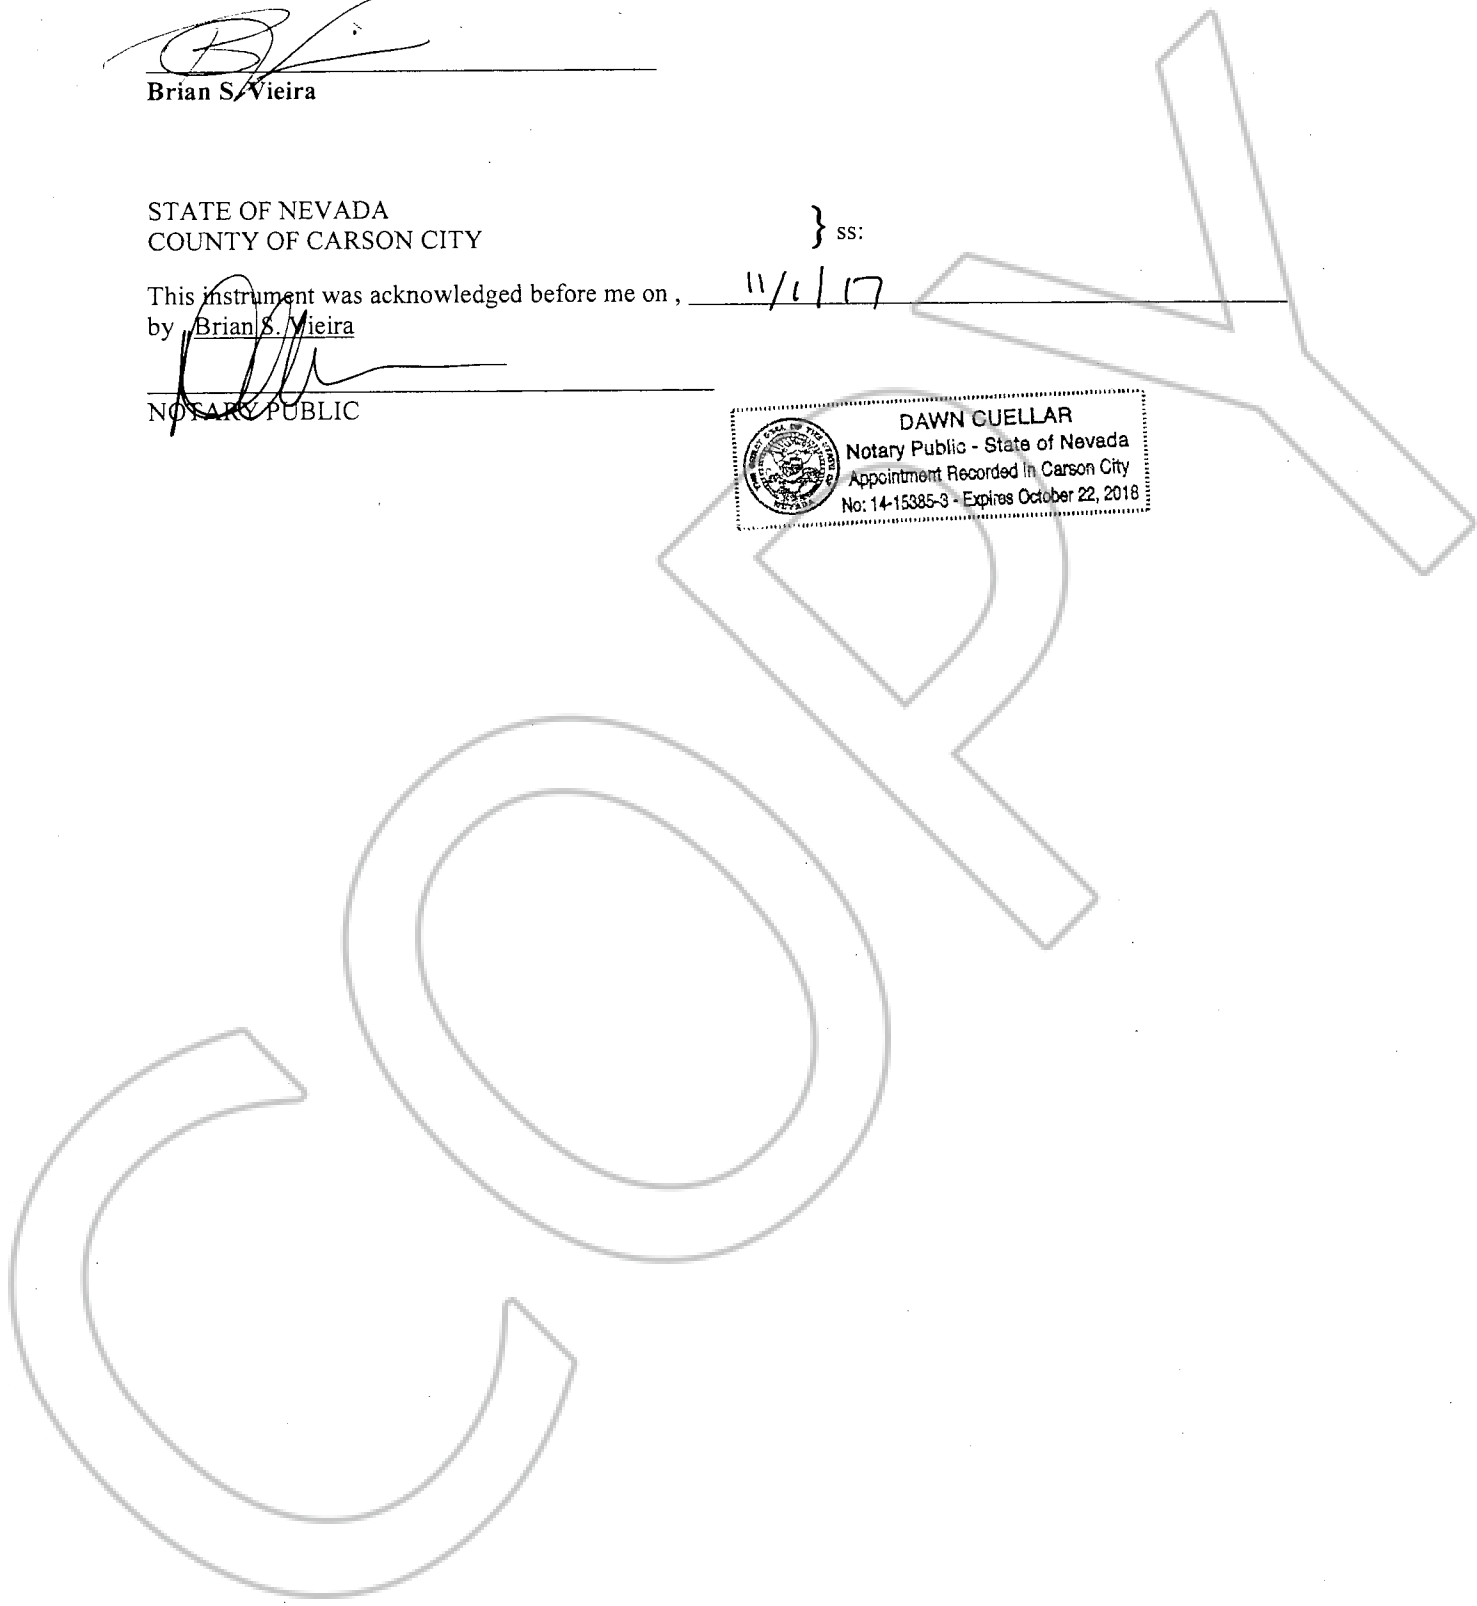 Brian S. Vieira
STATE OF NEVADA
COUNTY OF CARSON CITY
} ss:
This instrument was acknowledged before me on , 11/1/17
by Brian S. Vieira
NOTARY PUBLIC
DAWN CUELLAR
Notary Public - State of Nevada
Appointment Recorded in Carson City
No: 14-15385-3 - Expires October 22, 2018
COPY